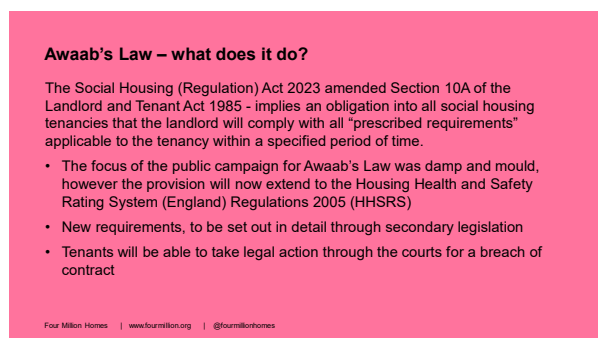 Awaab's Law – what does it do?
The Social Housing (Regulation) Act 2023 amended Section 10A of the
Landlord and Tenant Act 1985 - implies an obligation into all social housing
tenancies that the landlord will comply with all “prescribed requirements”
applicable to the tenancy within a specified period of time.
• The focus of the public campaign for Awaab's Law was damp and mould,
however the provision will now extend to the Housing Health and Safety
Rating System (England) Regulations 2005 (HHSRS)
• New requirements, to be set out in detail through secondary legislation
• Tenants will be able to take legal action through the courts for a breach of
contract
Four Million Homes | www.fourmillion.org | @fourmillionhomes